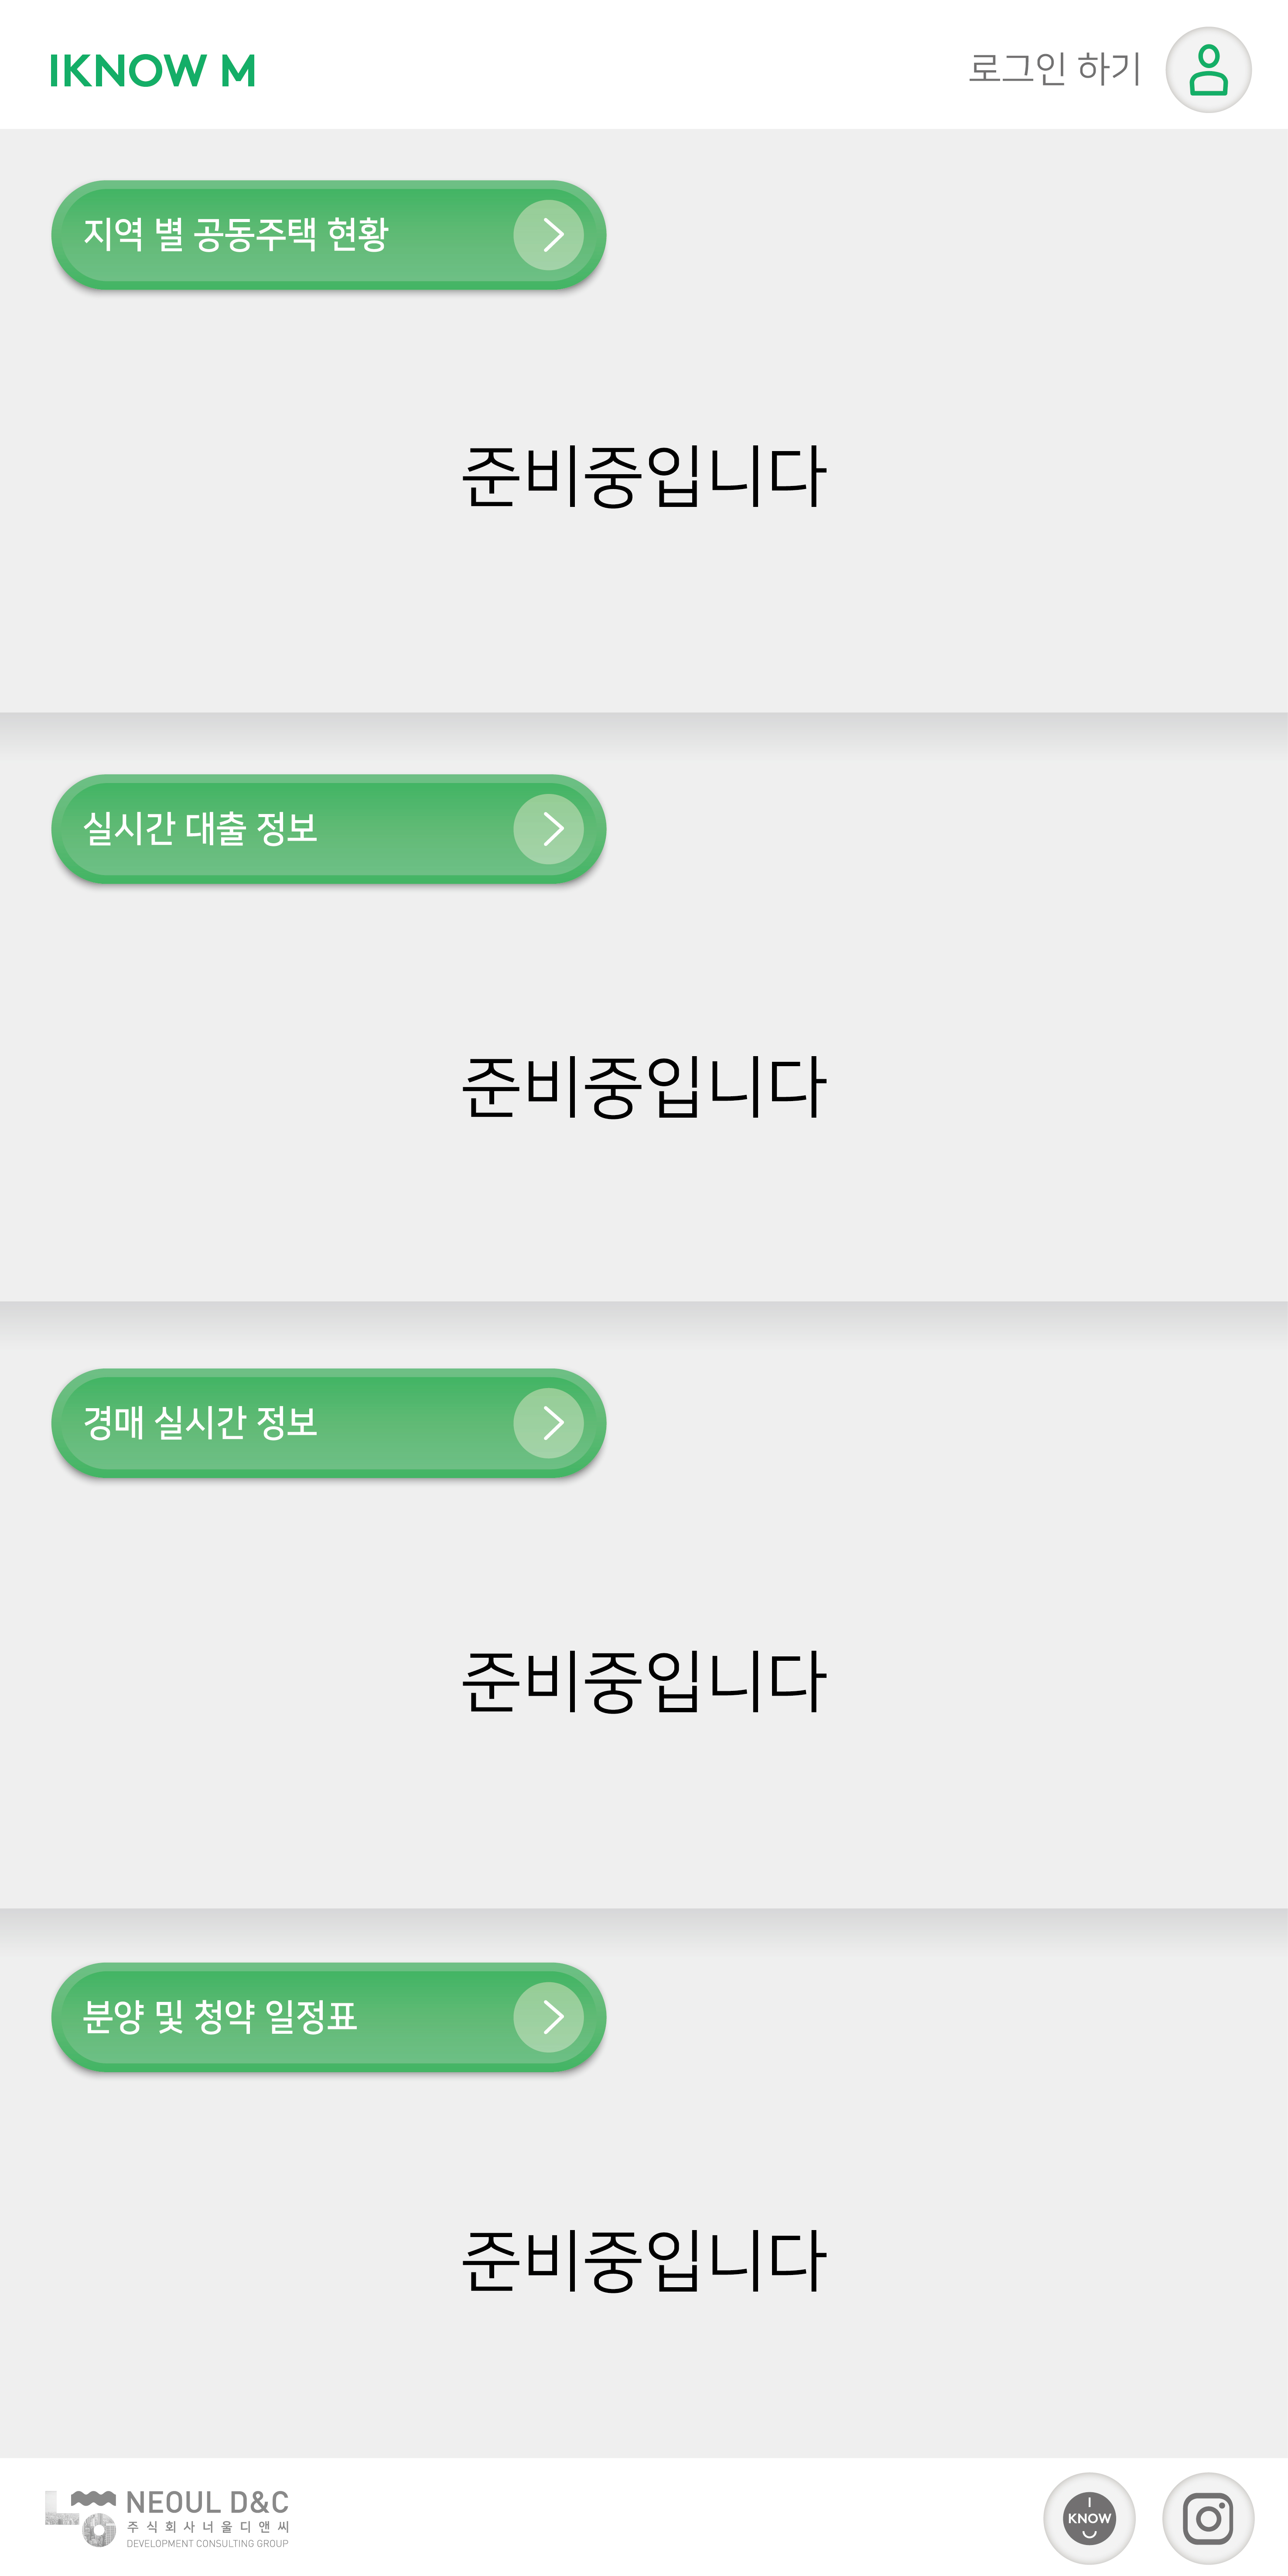 IKNOW M
로그인 하기
지역 별 공동주택 현황
준비중입니다
실시간 대출 정보
준비중입니다
경매 실시간 정보
준비중입니다
분양 및 청약 일정표
준비중입니다
NEOUL D&C
주식회사너울디앤씨
DEVELOPMENT CONSULTING GROUP
I
KNOW
U